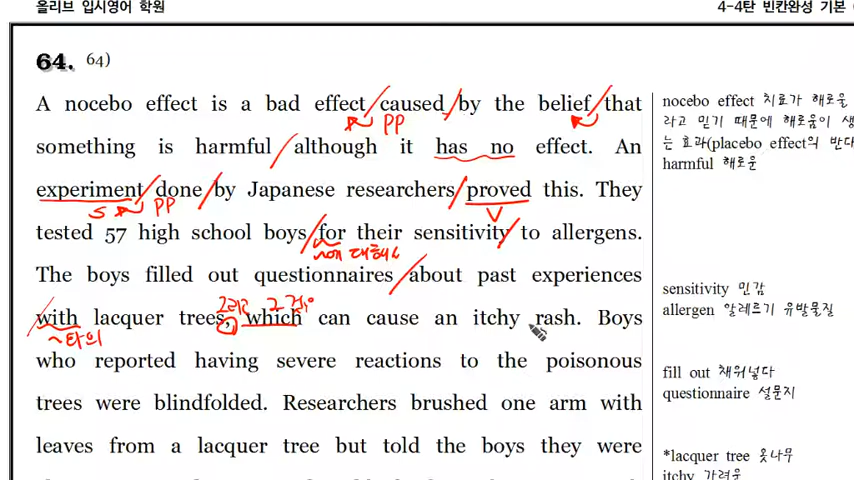 올리브 입시영어 학원
4-4탄 빈칸완성 기본
64. 64)
A nocebo effect is a bad effect caused by the belief that
PP
something is harmful although it has no effect. An
experiment done by Japanese researchers proved this. They
S PP V
tested 57 high school boys for their sensitivity to allergens.
~에 대해서
The boys filled out questionnaires about past experiences
그리고 그것이
with lacquer trees, which can cause an itchy rash. Boys
~와의
who reported having severe reactions to the poisonous
trees were blindfolded. Researchers brushed one arm with
leaves from a lacquer tree but told the boys they were
nocebo effect 치료가 해로울
라고 믿기 때문에 해로움이 생
는 효과(placebo effect의 반대
harmful 해로운
sensitivity 민감
allergen 알레르기 유발물질
fill out 채워넣다
questionnaire 설문지
*lacquer tree 옻나무
itchy 가려운